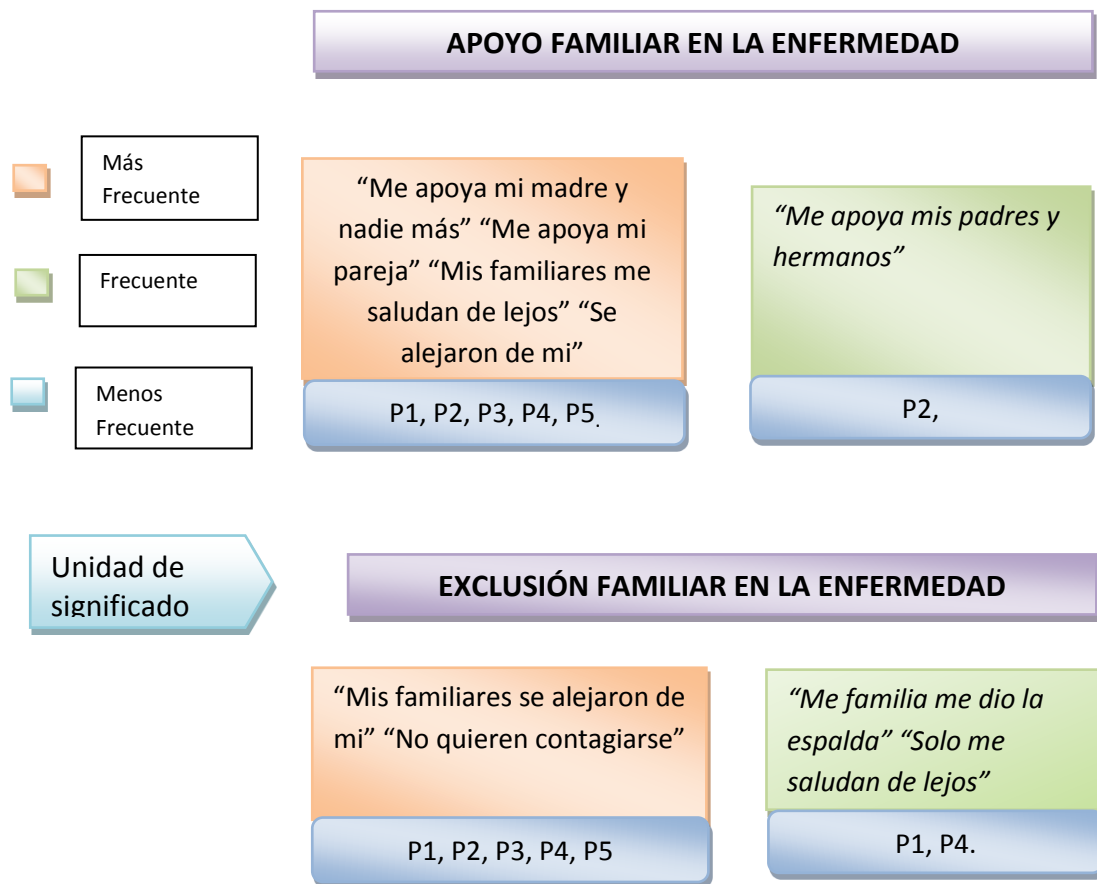 APOYO FAMILIAR EN LA ENFERMEDAD
Más
Frecuente
Frecuente
Menos
Frecuente
“Me apoya mi madre y
nadie más” “Me apoya mi
pareja” “Mis familiares me
saludan de lejos” “Se
alejaron de mi”
P1, P2, P3, P4, P5.
“Me apoya mis padres y
hermanos”
P2,
Unidad de
significado
EXCLUSIÓN FAMILIAR EN LA ENFERMEDAD
“Mis familiares se alejaron de
mi” “No quieren contagiarse”
P1, P2, P3, P4, P5
“Me familia me dio la
espalda” “Solo me
saludan de lejos”
P1, P4.